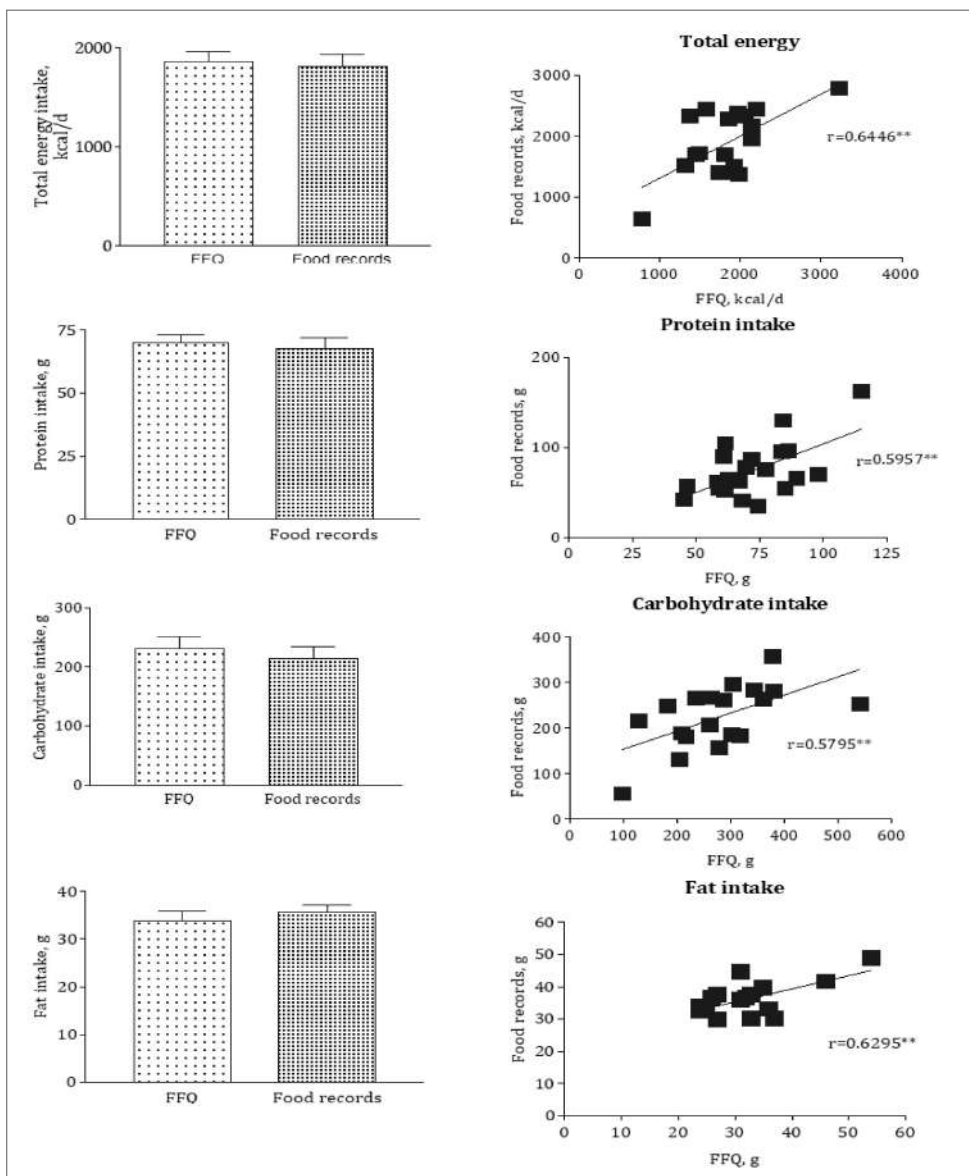 Total energy intake,
kcal/d
2000
1000
0
FFQ
Food records
Total energy
Food records, kcal/d
3000
2000
1000
0
r=0.6446**
0
1000
2000
3000
4000
FFQ, kcal/d
Protein intake, g
75
50
25
0
FFQ
Food records
Protein intake
Food records, g
200
100
0
r=0.5957**
0
25
50
75
100
125
FFQ, g
Carbohydrate intake, g
300
200
100
0
FFQ
Food records
Carbohydrate intake
Food records, g
400
300
200
100
0
r=0.5795**
0
100
200
300
400
500
600
FFQ, g
Fat intake, g
40
30
20
10
0
FFQ
Food records
Fat intake
Food records, g
60
50
40
30
20
10
0
r=0.6295**
0
10
20
30
40
50
60
FFQ, g